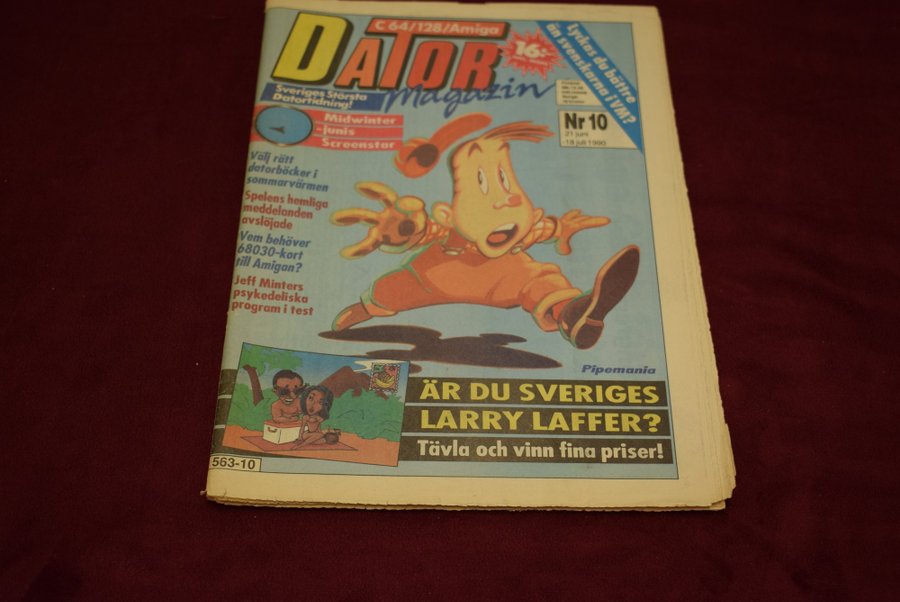 C 64/128/Amiga
DATOR
Magazin
Sveriges Största
Datortidning!
16:-
Lyckas du bättre
än svenskarna i VM?
Nr 10
21 juni
-18 juli 1990
Midwinter
-junis
Screenstar
Välj rätt
datorböcker i
sommarvärmen
Spelens hemliga
meddelanden
avslöjade
Vem behöver
68030-kort
till Amigan?
Jeff Minters
psykedeliska
program i test
Pipemania
ÄR DU SVERIGES
LARRY LAFFER?
Tävla och vinn fina priser!
563-10